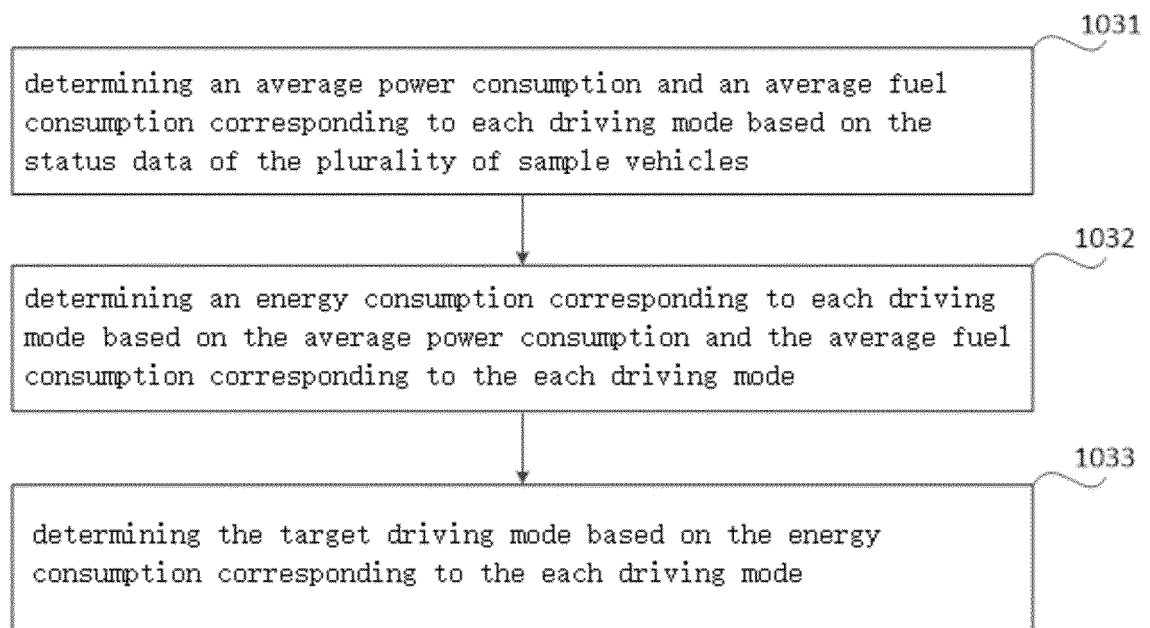 1031
determining an average power consumption and an average fuel
consumption corresponding to each driving mode based on the
status data of the plurality of sample vehicles
1032
determining an energy consumption corresponding to each driving
mode based on the average power consumption and the average fuel
consumption corresponding to the each driving mode
1033
determining the target driving mode based on the energy
consumption corresponding to the each driving mode